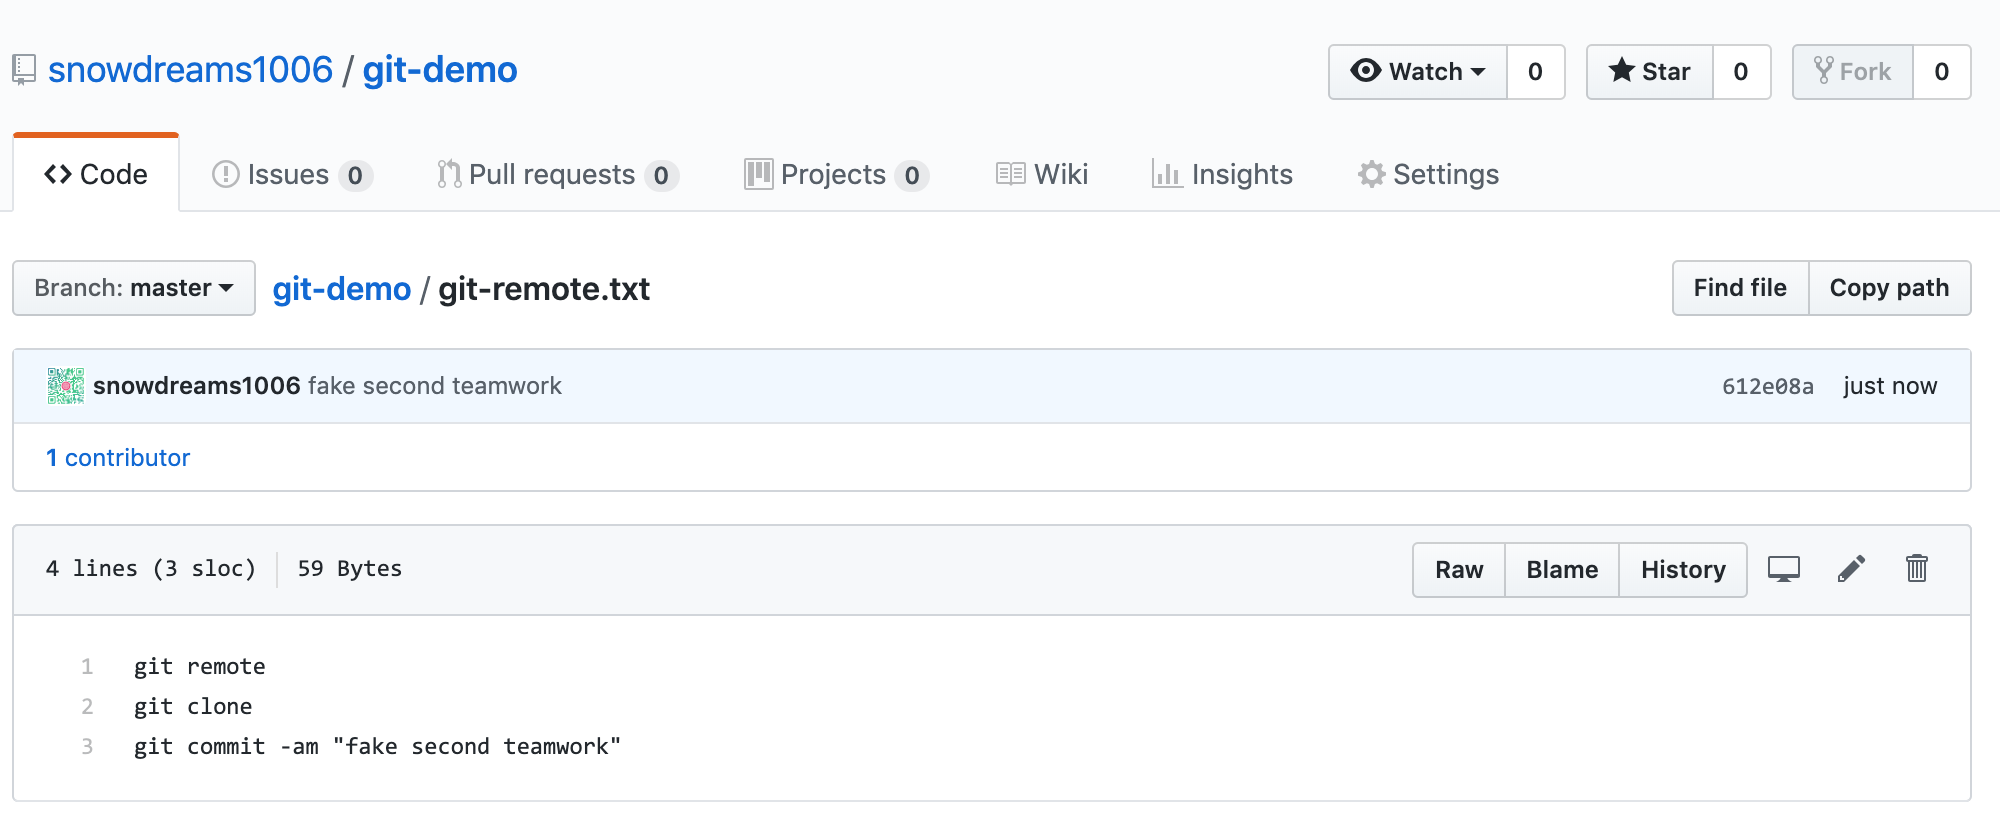 snowdreams1006 / git-demo
Watch 0 Star 0 Fork 0
Code Issues 0 Pull requests 0 Projects 0 Wiki Insights Settings
Branch: master git-demo / git-remote.txt Find file Copy path
snowdreams1006 fake second teamwork 612e08a just now
1 contributor
4 lines (3 sloc) 59 Bytes Raw Blame History
1 git remote
2 git clone
3 git commit -am "fake second teamwork"